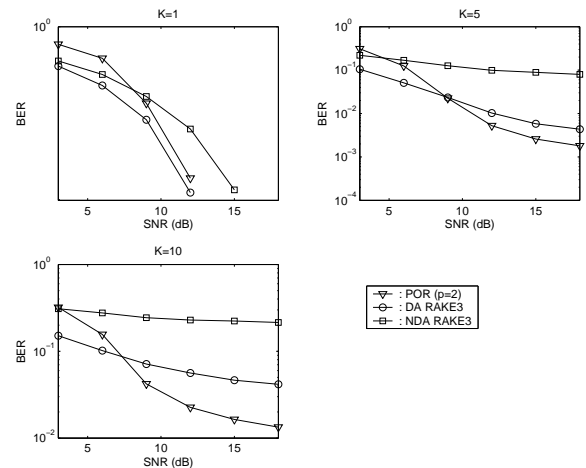 K=1
10^0
BER
5
10
15
SNR (dB)
K=5
10^0
10^-1
10^-2
10^-3
10^-4
BER
5
10
15
SNR (dB)
K=10
10^0
10^-1
10^-2
BER
5
10
15
SNR (dB)
: POR (p=2)
: DA RAKE3
: NDA RAKE3